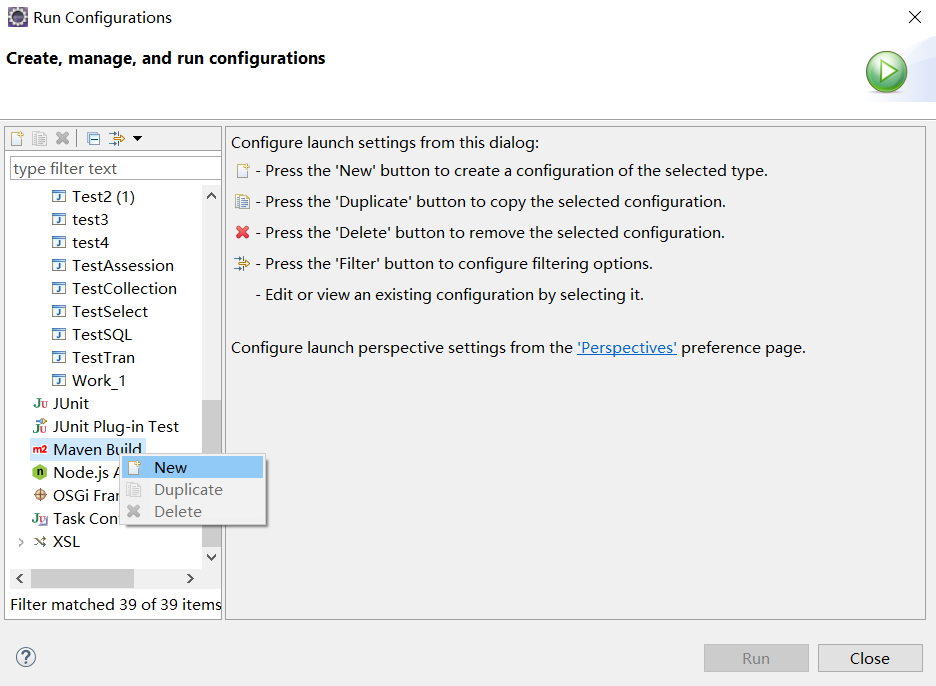 Run Configurations
Create, manage, and run configurations
type filter text
Test2 (1)
test3
test4
TestAssession
TestCollection
TestSelect
TestSQL
TestTran
Work_1
JUnit
JUnit Plug-in Test
Maven Build
Node.js A
OSGi Fra
Task Con
XSL
New
Duplicate
Delete
Filter matched 39 of 39 items
Configure launch settings from this dialog:
- Press the 'New' button to create a configuration of the selected type.
- Press the 'Duplicate' button to copy the selected configuration.
- Press the 'Delete' button to remove the selected configuration.
- Press the 'Filter' button to configure filtering options.
- Edit or view an existing configuration by selecting it.
Configure launch perspective settings from the 'Perspectives' preference page.
Run
Close